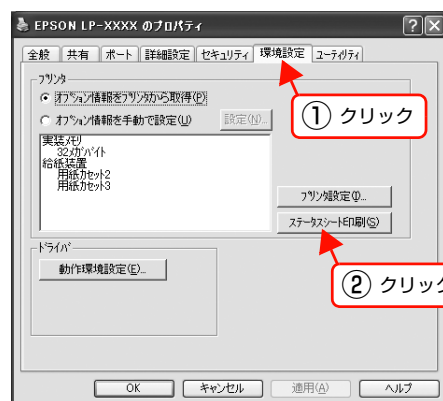 EPSON LP-XXXX のプロパティ
全般 共有 ポート 詳細設定 セキュリティ 環境設定 ユーティリティ
プリンタ
オプション情報をプリンタから取得(P)
オプション情報を手動で設定(U) 設定(N)...
① クリック
実装メモリ
32メガバイト
給紙装置
用紙カセット2
用紙カセット3
プリンタ設定(I)...
ステータスシート印刷(S)
ドライバ
動作環境設定(E)...
② クリック
OK キャンセル 適用(A) ヘルプ